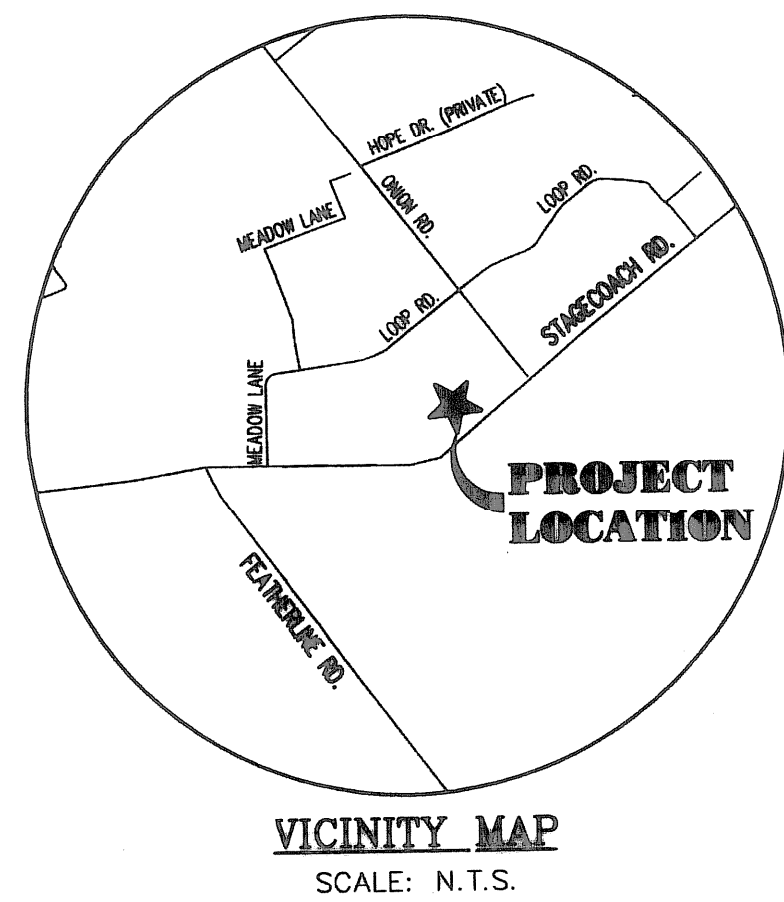 HOPE DR. (PRIVATE)
ONION RD.
LOOP RD.
MEADOW LANE
STAGECOACH RD.
LOOP RD.
MEADOW LANE
PROJECT
LOCATION
FEATHERLINE RD.
VICINITY MAP
SCALE: N.T.S.